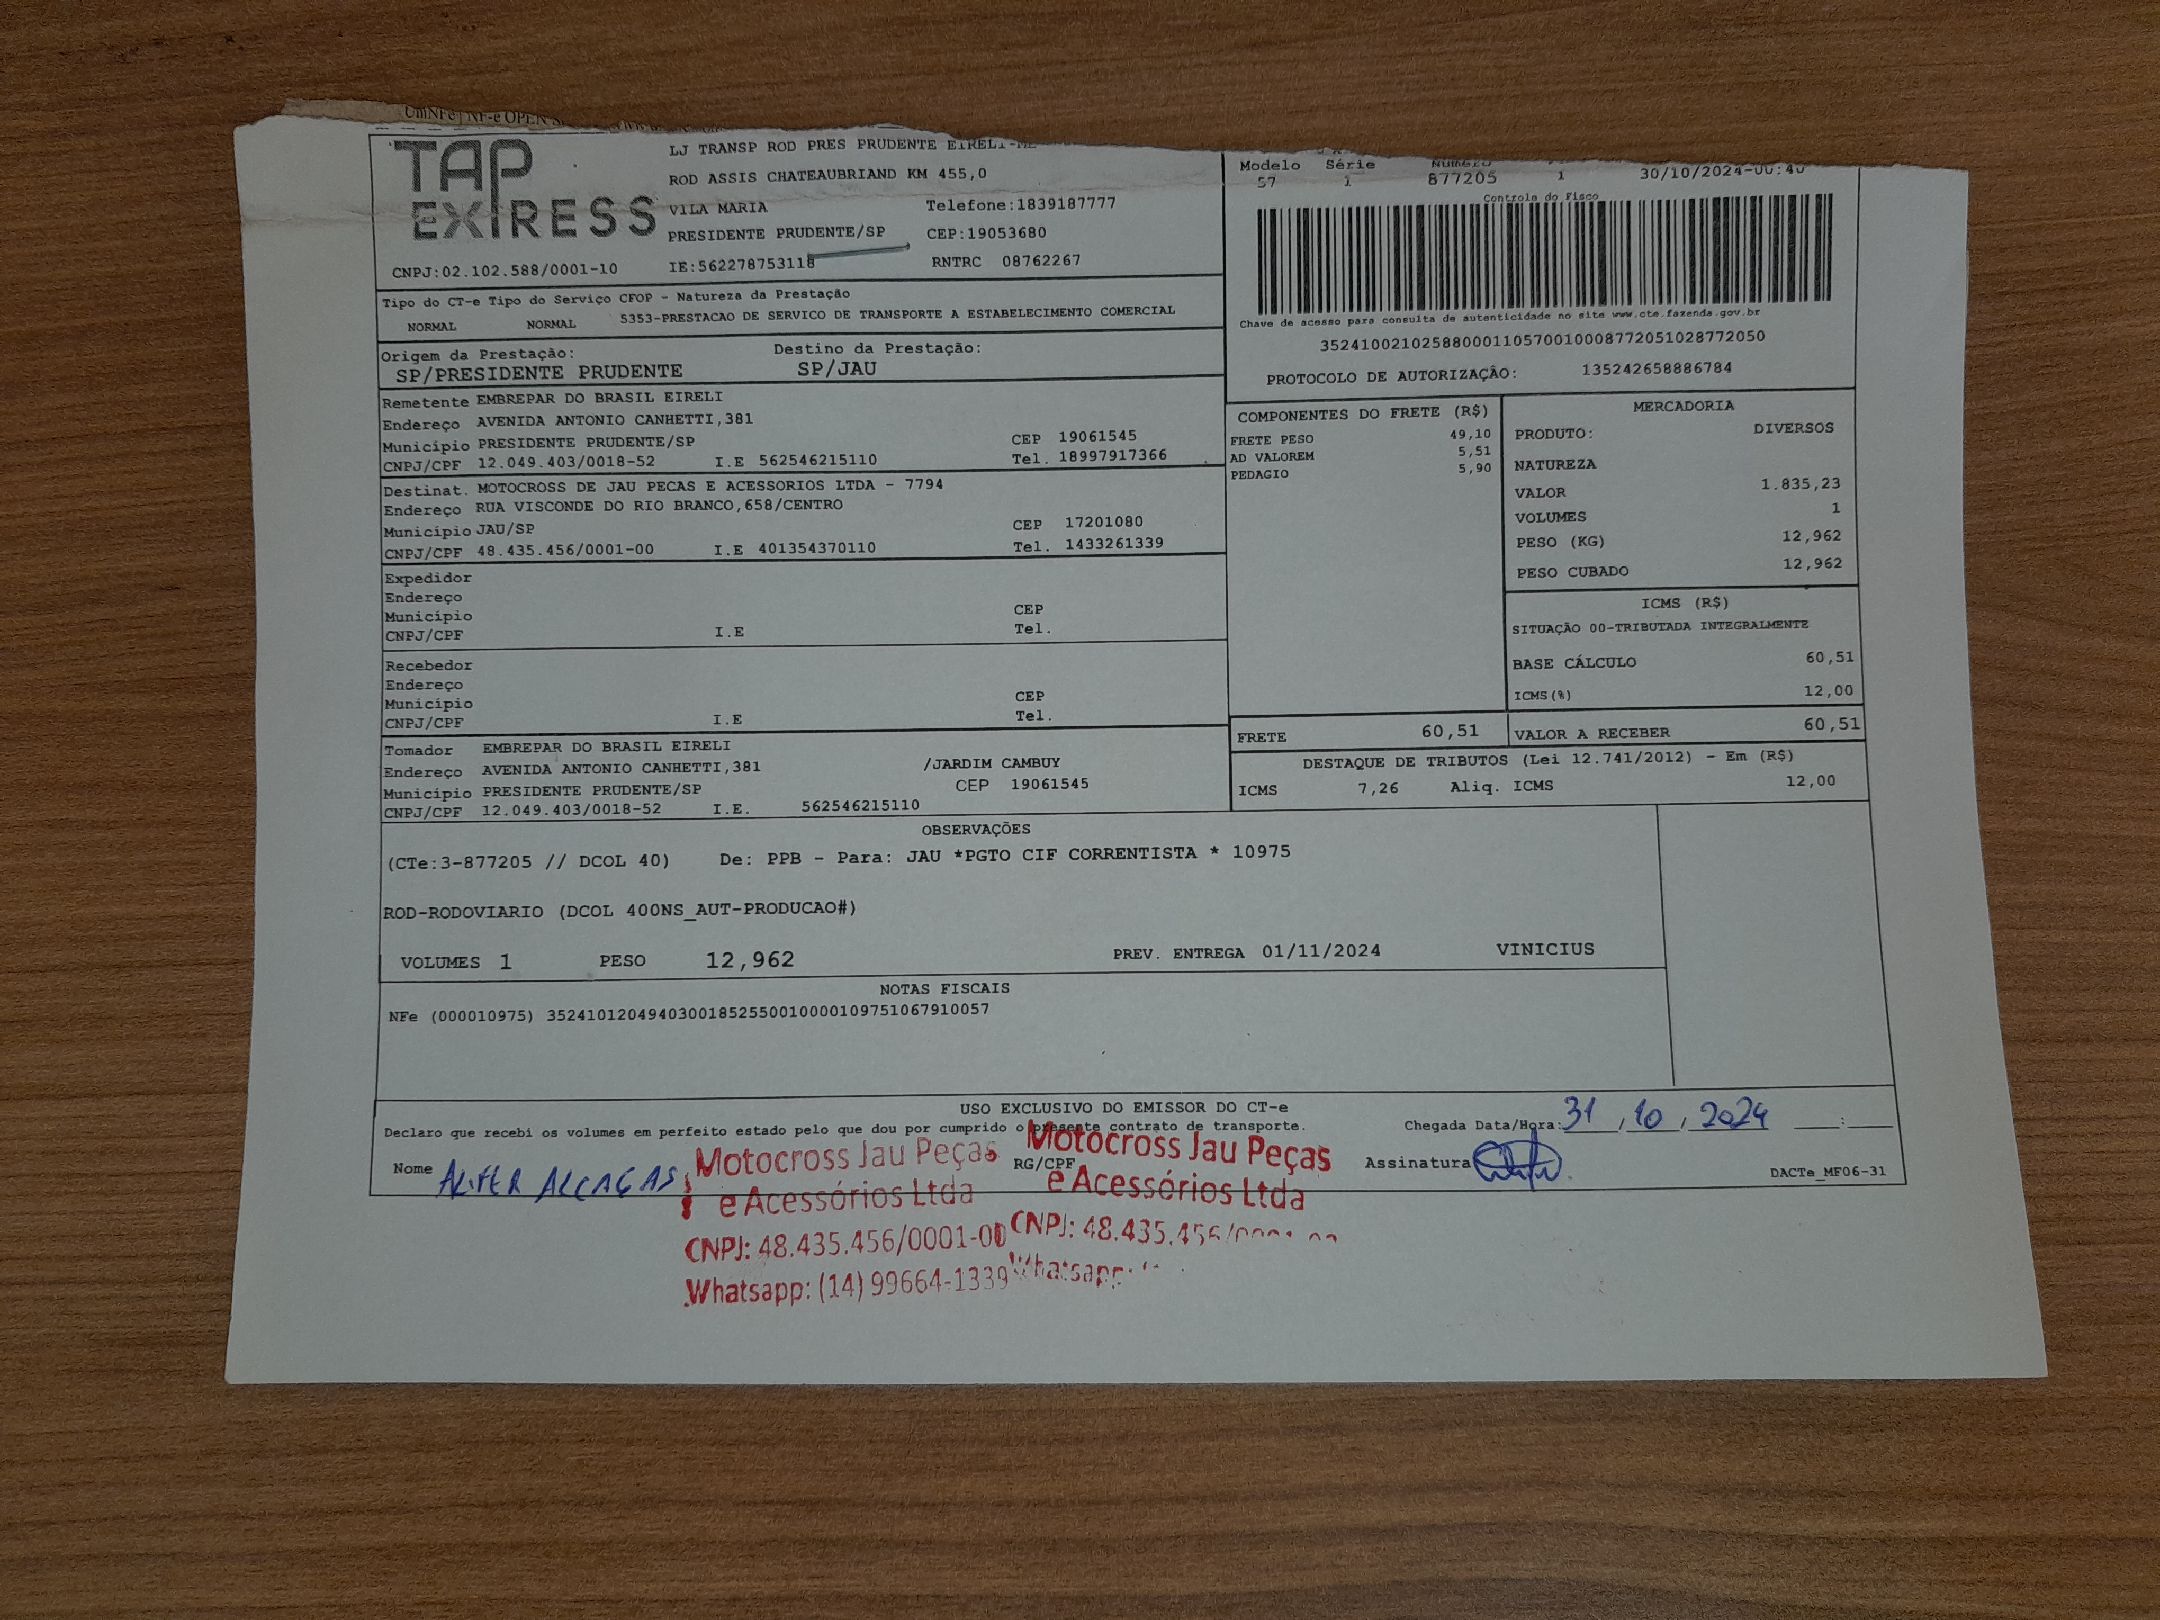 UniNFe | NF-e OPEN
TAP
EXPRESS
LJ TRANSP ROD PRES PRUDENTE EIRELI-ME
ROD ASSIS CHATEAUBRIAND KM 455,0
VILA MARIA Telefone:1839187777
PRESIDENTE PRUDENTE/SP CEP:19053680
CNPJ:02.102.588/0001-10 IE:562278753118 RNTRC 08762267
Modelo Série Número
57 1 877205 1 30/10/2024-00:40
Controle do Fisco
Chave de acesso para consulta de autenticidade no site www.cte.fazenda.gov.br
35241002102588000110570010008772051028772050
PROTOCOLO DE AUTORIZAÇÃO: 135242658886784
Tipo do CT-e Tipo do Serviço CFOP - Natureza da Prestação
NORMAL NORMAL 5353-PRESTACAO DE SERVICO DE TRANSPORTE A ESTABELECIMENTO COMERCIAL
Origem da Prestação: Destino da Prestação:
SP/PRESIDENTE PRUDENTE SP/JAU
Remetente EMBREPAR DO BRASIL EIRELI
Endereço AVENIDA ANTONIO CANHETTI,381
Município PRESIDENTE PRUDENTE/SP CEP 19061545
CNPJ/CPF 12.049.403/0018-52 I.E 562546215110 Tel. 18997917366
Destinat. MOTOCROSS DE JAU PECAS E ACESSORIOS LTDA - 7794
Endereço RUA VISCONDE DO RIO BRANCO,658/CENTRO
Município JAU/SP CEP 17201080
CNPJ/CPF 48.435.456/0001-00 I.E 401354370110 Tel. 1433261339
Expedidor
Endereço
Município CEP
CNPJ/CPF I.E Tel.
Recebedor
Endereço
Município CEP
CNPJ/CPF I.E Tel.
Tomador EMBREPAR DO BRASIL EIRELI
Endereço AVENIDA ANTONIO CANHETTI,381 /JARDIM CAMBUY
Município PRESIDENTE PRUDENTE/SP CEP 19061545
CNPJ/CPF 12.049.403/0018-52 I.E. 562546215110
COMPONENTES DO FRETE (R$)
FRETE PESO 49,10
AD VALOREM 5,51
PEDAGIO 5,90
MERCADORIA
PRODUTO: DIVERSOS
NATUREZA
VALOR 1.835,23
VOLUMES 1
PESO (KG) 12,962
PESO CUBADO 12,962
ICMS (R$)
SITUAÇÃO 00-TRIBUTADA INTEGRALMENTE
BASE CÁLCULO 60,51
ICMS(%) 12,00
FRETE 60,51 VALOR A RECEBER 60,51
DESTAQUE DE TRIBUTOS (Lei 12.741/2012) - Em (R$)
ICMS 7,26 Aliq. ICMS 12,00
OBSERVAÇÕES
(CTe:3-877205 // DCOL 40) De: PPB - Para: JAU *PGTO CIF CORRENTISTA * 10975
ROD-RODOVIARIO (DCOL 400NS_AUT-PRODUCAO#)
VOLUMES 1 PESO 12,962 PREV. ENTREGA 01/11/2024 VINICIUS
NOTAS FISCAIS
NFe (000010975) 35241012049403001852550010000109751067910057
USO EXCLUSIVO DO EMISSOR DO CT-e
Declaro que recebi os volumes em perfeito estado pelo que dou por cumprido o presente contrato de transporte. Chegada Data/Hora: 31 , 10 , 2024 __:__
Nome RG/CPF Assinatura DACTe_MF06-31
Motocross Jau Peças
e Acessórios Ltda
CNPJ: 48.435.456/0001-00
Whatsapp: (14) 99664-1339
Motocross Jau Peças
e Acessórios Ltda
CNPJ: 48.435.456/
Whatsapp: